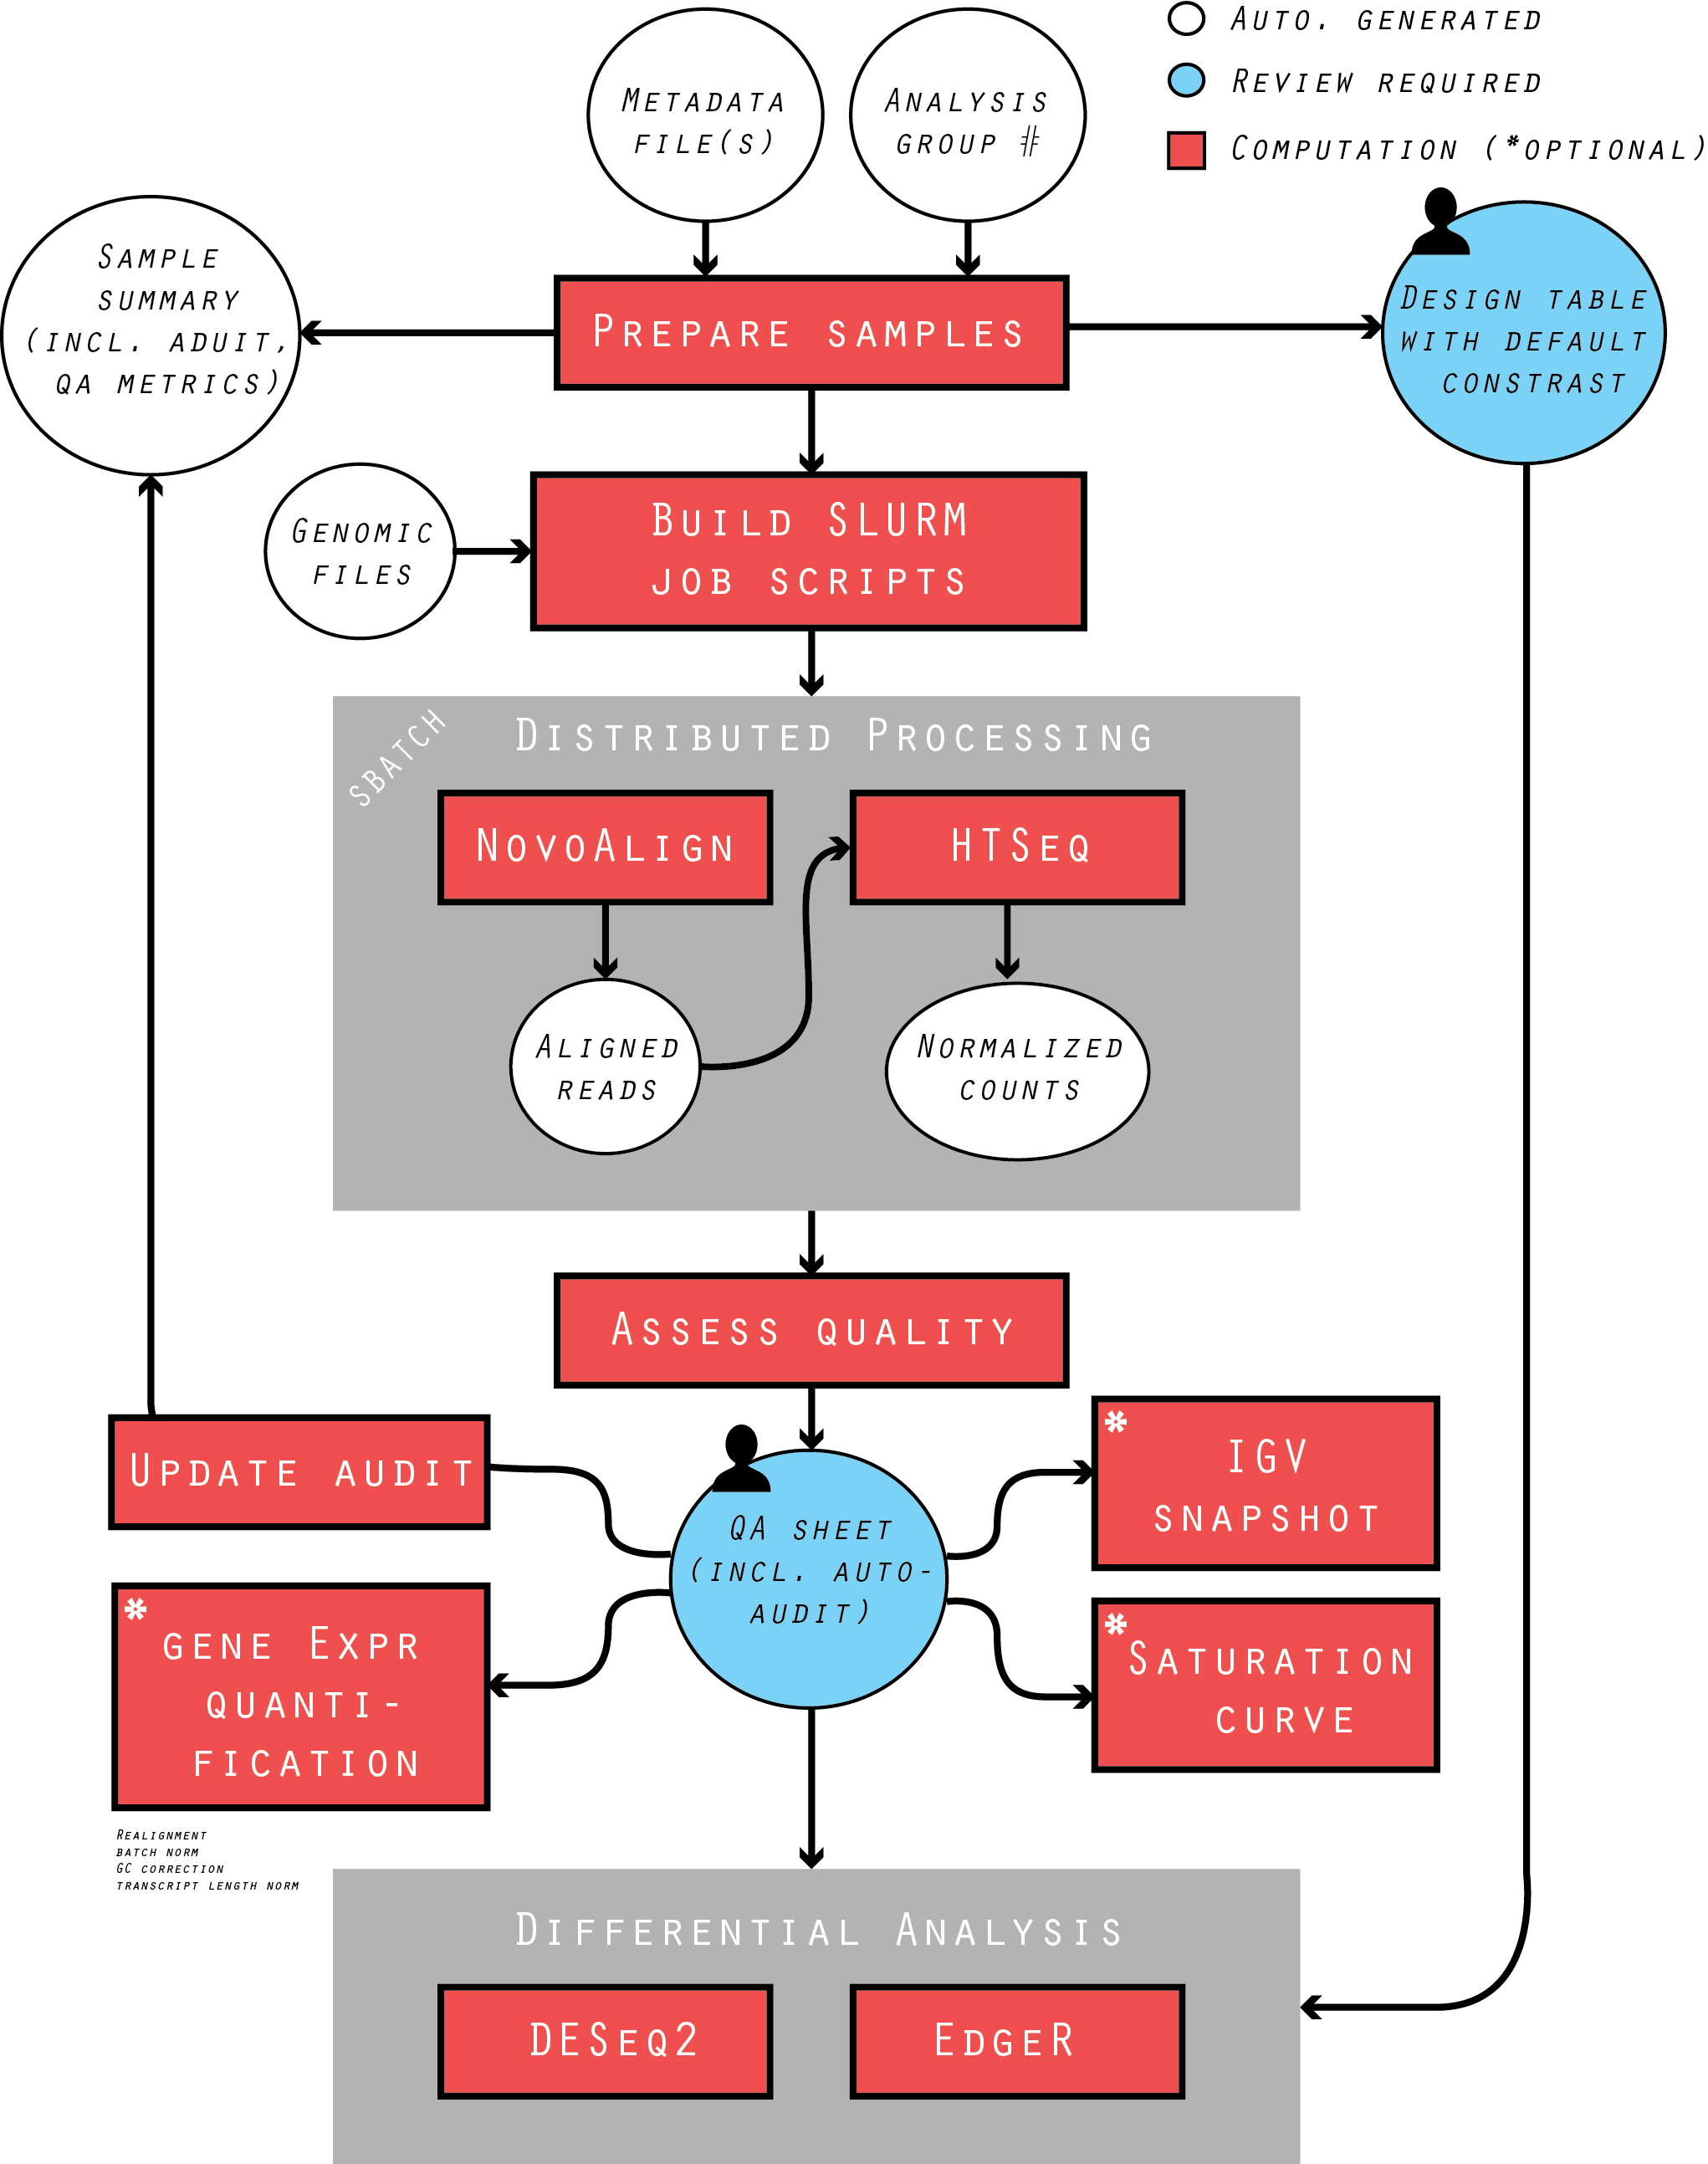 Auto. generated
Review required
Computation (*optional)
Metadata
file(s)
Analysis
group #
Sample
summary
(incl. aduit,
QA metrics)
Prepare samples
Design table
with default
constrast
Genomic
files
Build SLURM
job scripts
SBATCH
Distributed Processing
NovoAlign
HTSeq
Aligned
reads
Normalized
counts
Assess quality
Update audit
QA sheet
(incl. auto-
audit)
*
IGV
snapshot
*
gene Expr
quanti-
fication
*
Saturation
curve
Realignment
batch norm
GC correction
transcript length norm
Differential Analysis
DESeq2
EdgeR